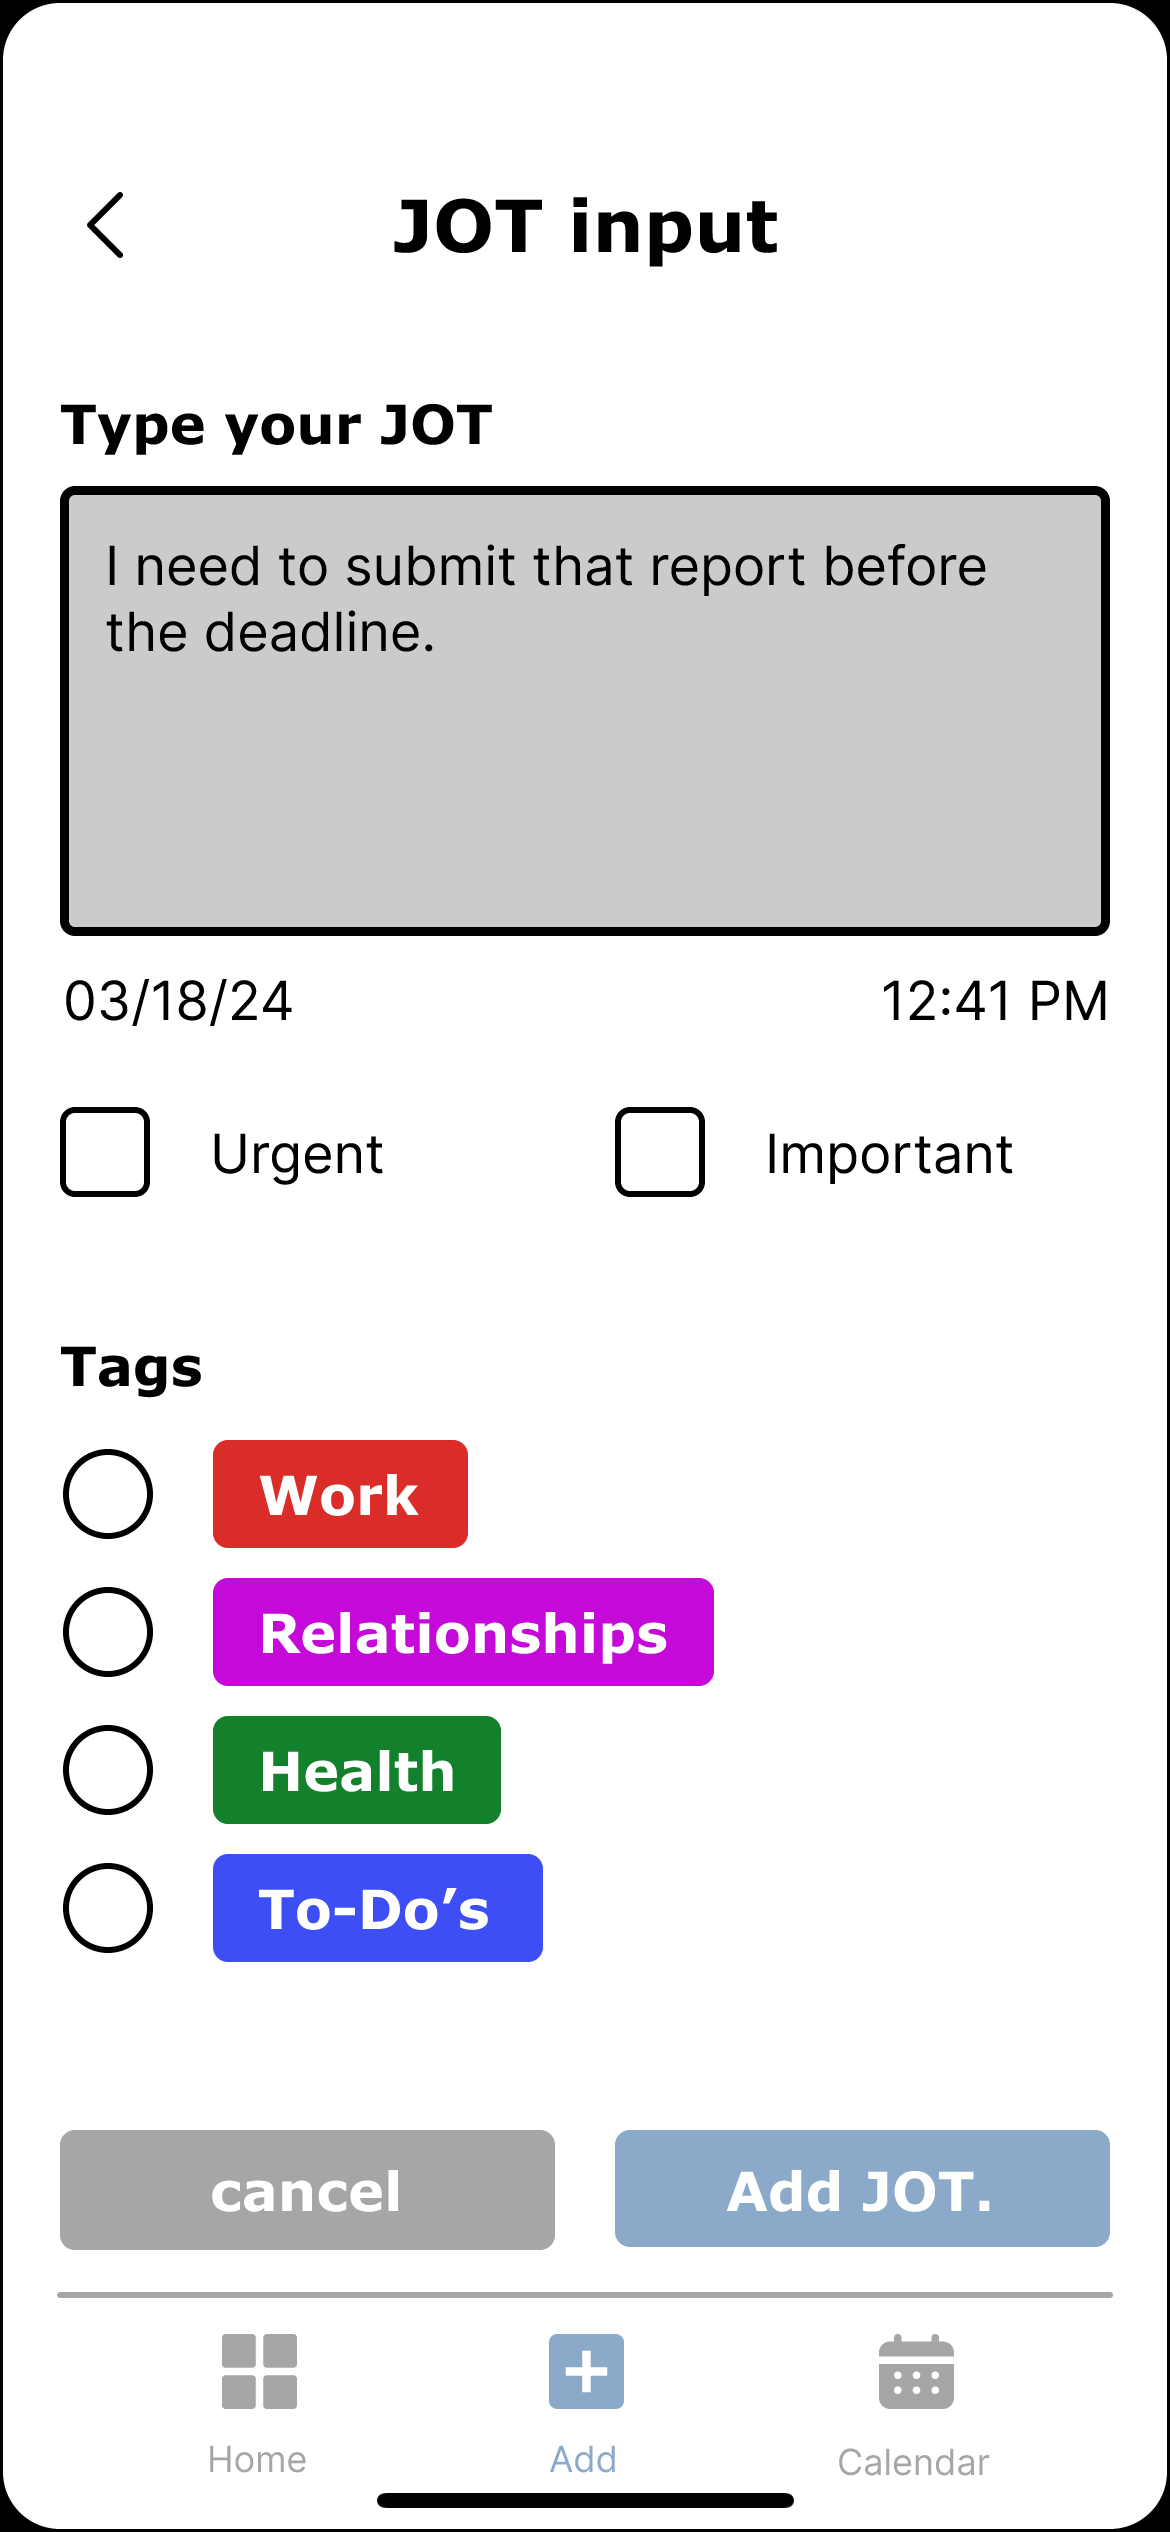 JOT input
Type your JOT
I need to submit that report before
the deadline.
03/18/24 12:41 PM
Urgent Important
Tags
Work
Relationships
Health
To-Do’s
cancel Add JOT.
Home Add Calendar